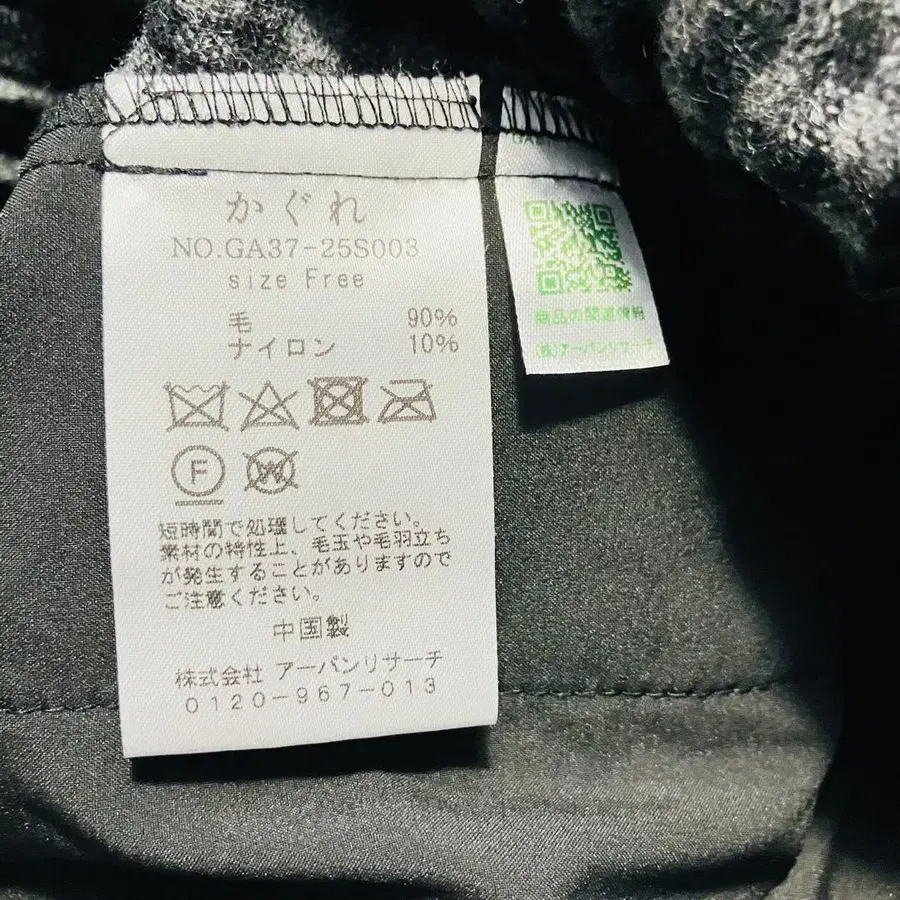 かぐれ
NO.GA37-25S003
size Free
毛 90%
ナイロン 10%
F
W
短時間で処理してください。
素材の特性上、毛玉や毛羽立ち
が発生することがありますので
ご注意ください。
中国製
株式会社 アーバンリサーチ
0120-967-013
商品の関連情報
(株)アーバンリサーチ